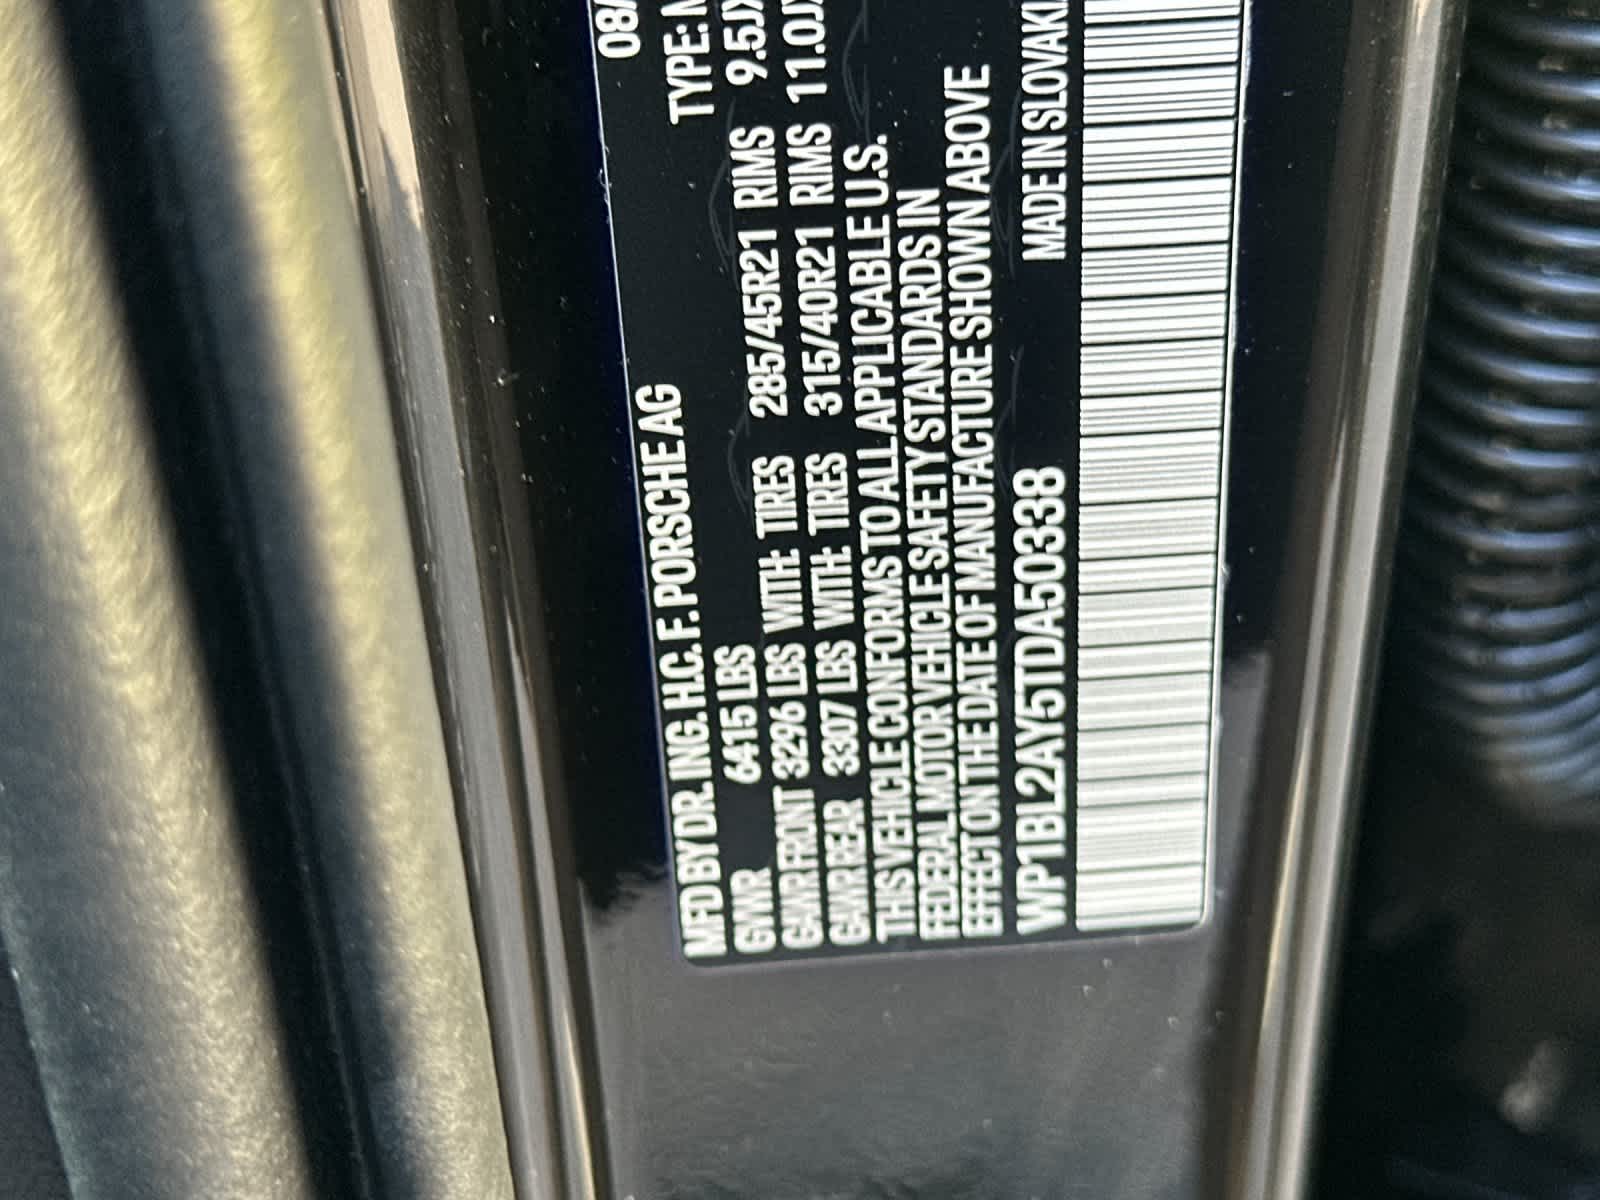 08/
MFD BY DR. ING. H.C. F. PORSCHE AG TYPE: M
GVWR 6415 LBS
GAWR FRONT 3296 LBS WITH: TIRES 285/45R21 RIMS 9.5JX
GAWR REAR 3307 LBS WITH: TIRES 315/40R21 RIMS 11.0JX
THIS VEHICLE CONFORMS TO ALL APPLICABLE U.S.
FEDERAL MOTOR VEHICLE SAFETY STANDARDS IN
EFFECT ON THE DATE OF MANUFACTURE SHOWN ABOVE
WP1BL2AY5TDA50338 MADE IN SLOVAKI